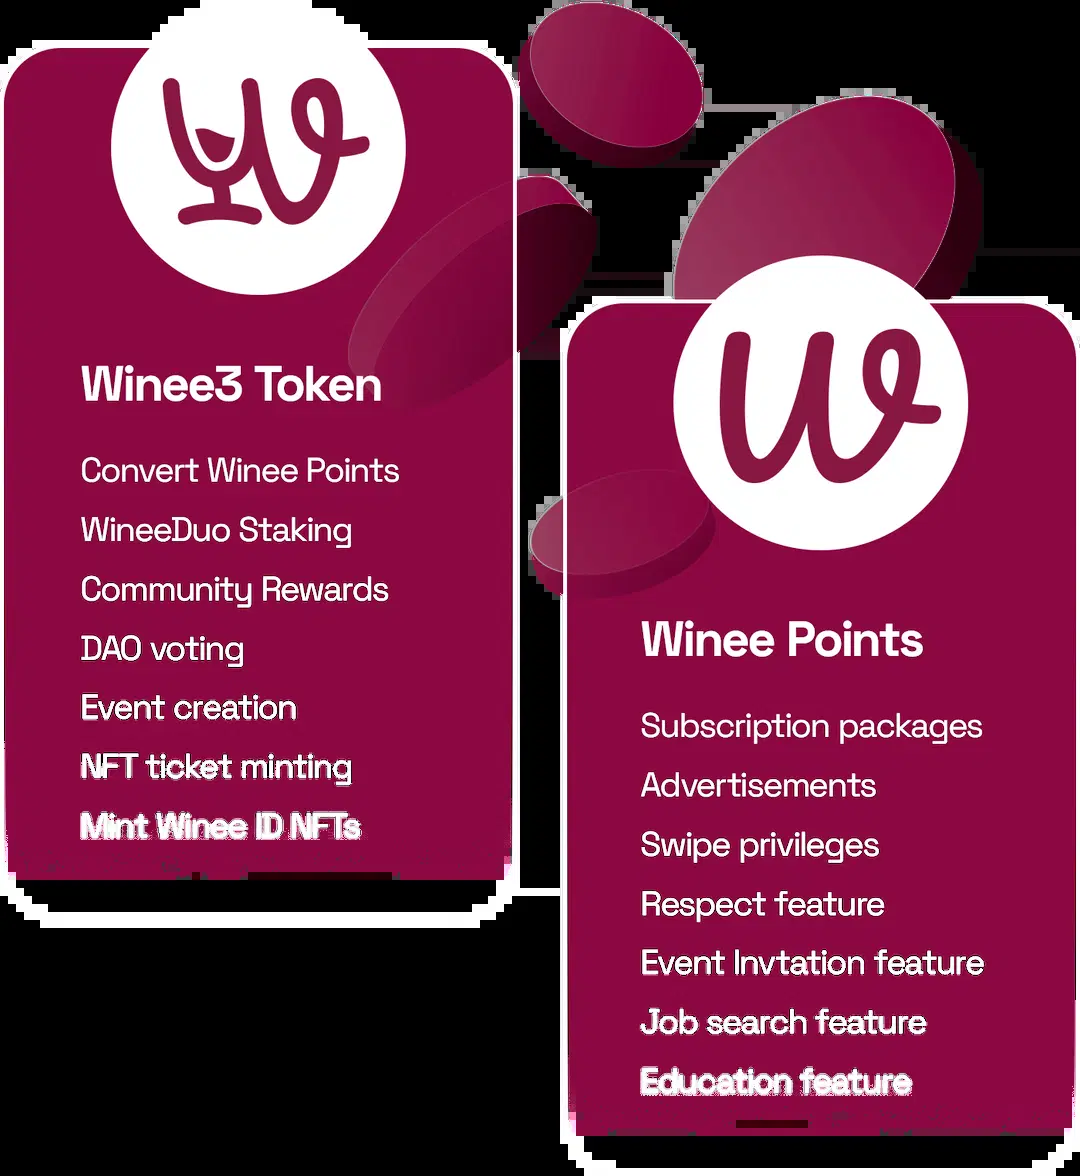 Winee3 Token
Convert Winee Points
WineeDuo Staking
Community Rewards
DAO voting
Event creation
NFT ticket minting
Mint Winee ID NFTs
Winee Points
Subscription packages
Advertisements
Swipe privileges
Respect feature
Event Invtation feature
Job search feature
Education feature